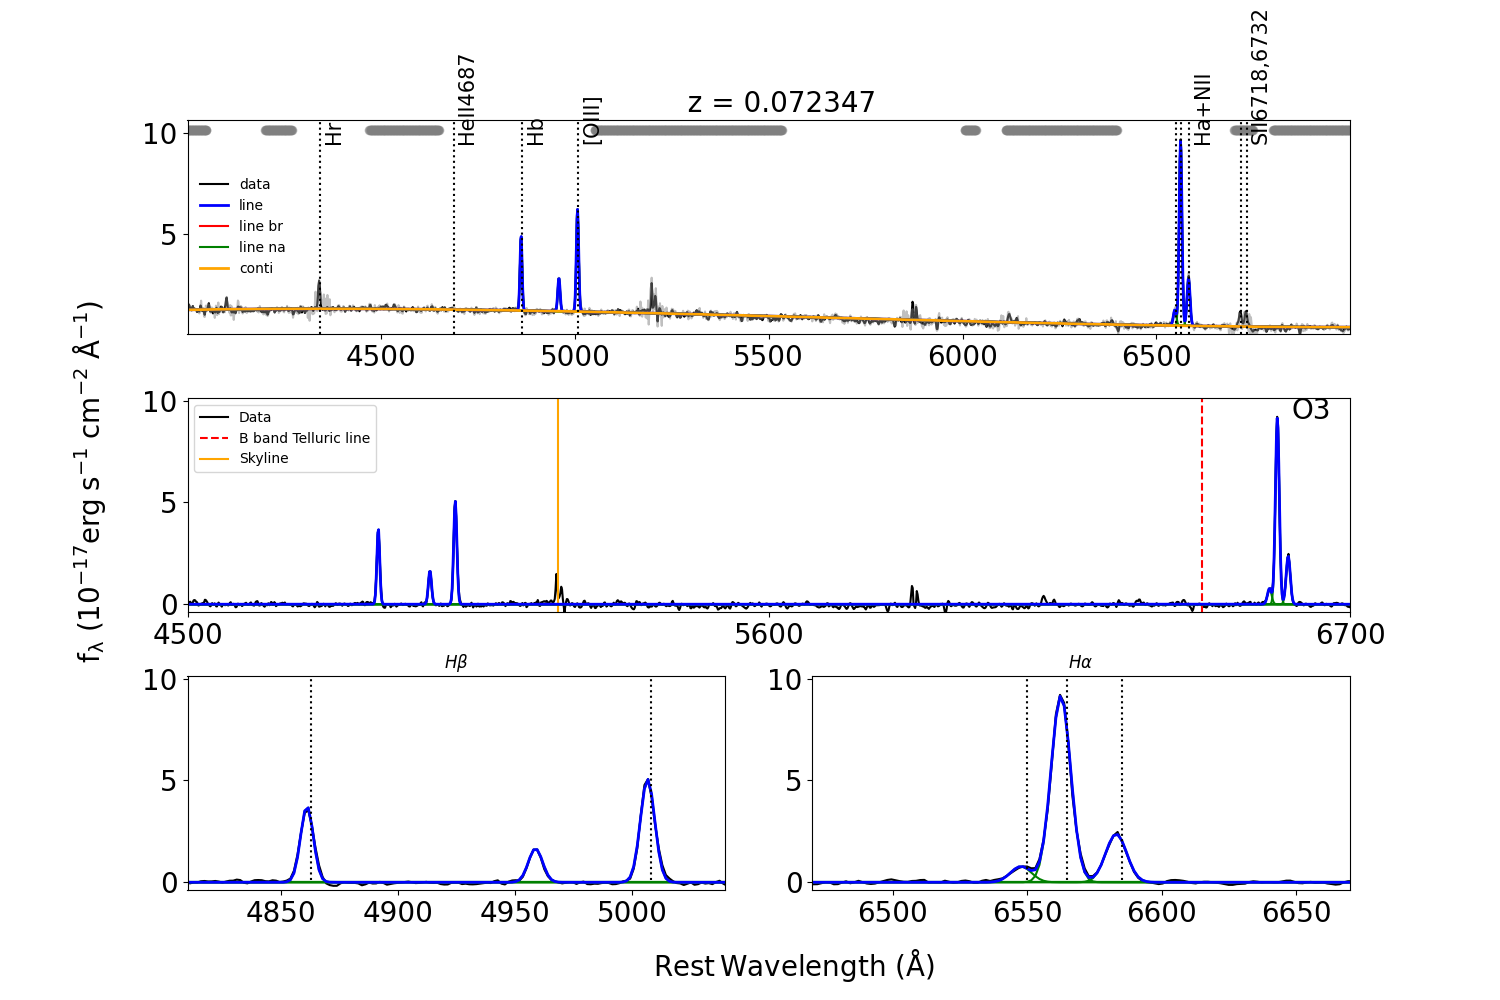 z = 0.072347
Hr
HeII4687
Hb
[OIII]
Ha+NII
SII6718,6732
10
5
data
line
line br
line na
conti
4500 5000 5500 6000 6500
10
5
0
Data
B band Telluric line
Skyline
O3
4500 5600 6700
fλ (10⁻¹⁷erg s⁻¹ cm⁻² Å⁻¹)
Hβ
10
5
0
4850 4900 4950 5000
Hα
10
5
0
6500 6550 6600 6650
Rest Wavelength (Å)